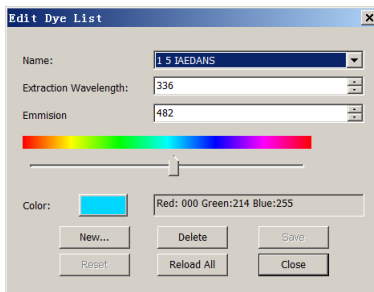 Edit Dye List
Name: 1 5 IAEDANS
Extraction Wavelength: 336
Emmision 482
Color: Red: 000 Green:214 Blue:255
New... Delete Save
Reset Reload All Close